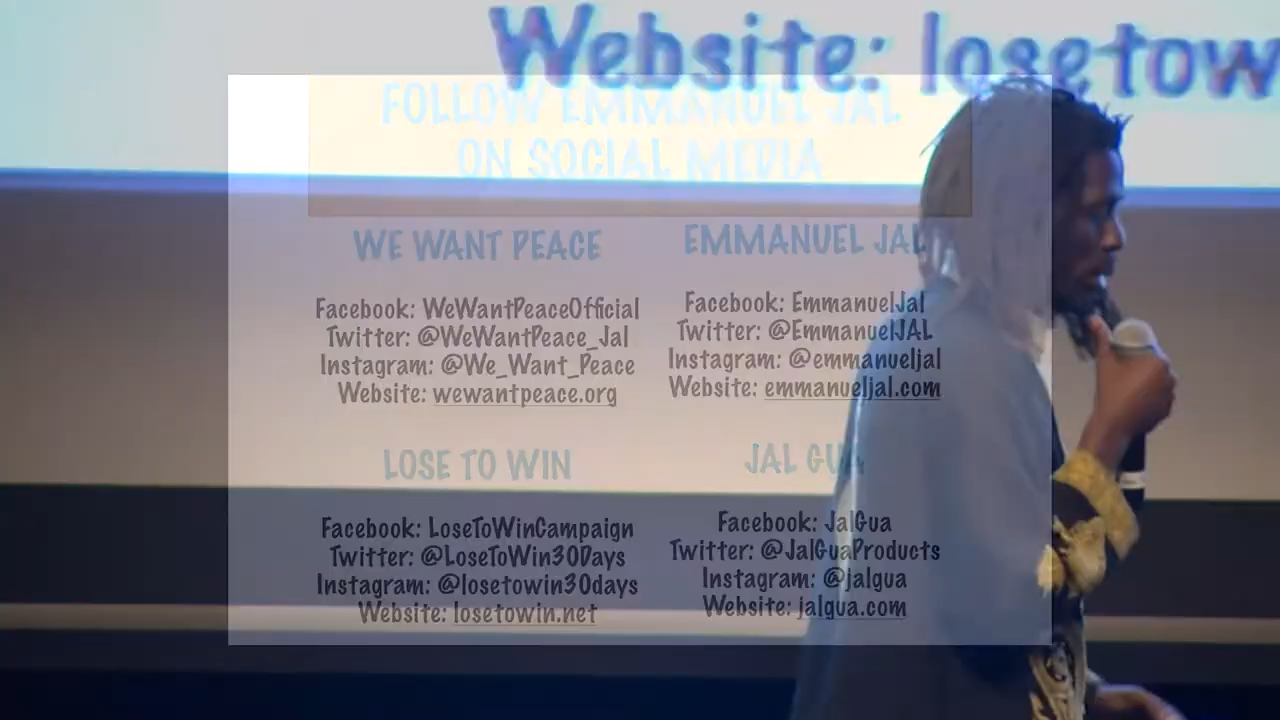 Website: losetow
FOLLOW EMMANUEL JAL
ON SOCIAL MEDIA
WE WANT PEACE
Facebook: WeWantPeaceOfficial
Twitter: @WeWantPeace_Jal
Instagram: @We_Want_Peace
Website: wewantpeace.org
EMMANUEL JAL
Facebook: EmmanuelJal
Twitter: @EmmanuelJAL
Instagram: @emmanueljal
Website: emmanueljal.com
LOSE TO WIN
Facebook: LoseToWinCampaign
Twitter: @LoseToWin30Days
Instagram: @losetowin30days
Website: losetowin.net
JAL GUA
Facebook: JalGua
Twitter: @JalGuaProducts
Instagram: @jalgua
Website: jalgua.com